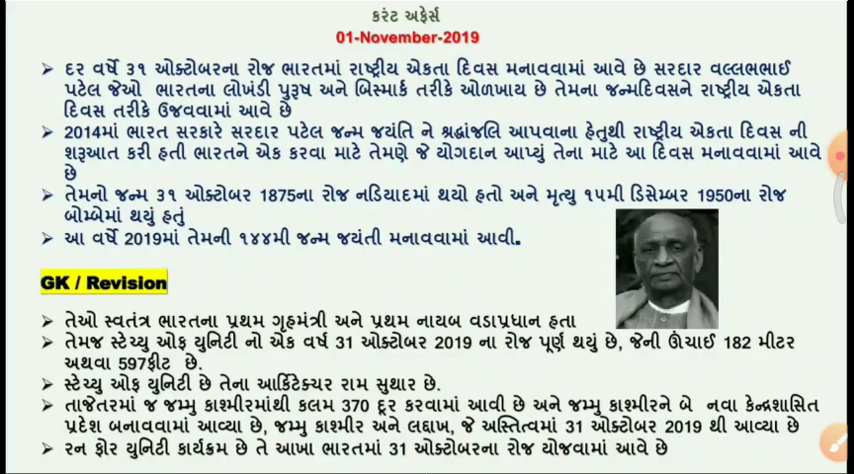 કરંટ અફેર્સ
01-November-2019
➢ દર વર્ષે ૩૧ ઓક્ટોબરના રોજ ભારતમાં રાષ્ટ્રીય એકતા દિવસ મનાવવામાં આવે છે સરદાર વલ્લભભાઈ
પટેલ જેઓ ભારતના લોખંડી પુરૂષ અને બિસ્માર્ક તરીકે ઓળખાય છે તેમના જન્મદિવસને રાષ્ટ્રીય એકતા
દિવસ તરીકે ઉજવવામાં આવે છે
➢ 2014માં ભારત સરકારે સરદાર પટેલ જન્મ જયંતિ ને શ્રદ્ધાંજલિ આપવાના હેતુથી રાષ્ટ્રીય એકતા દિવસ ની
શરૂઆત કરી હતી ભારતને એક કરવા માટે તેમણે જે યોગદાન આપ્યું તેના માટે આ દિવસ મનાવવામાં આવે
છે
➢ તેમનો જન્મ ૩૧ ઓક્ટોબર 1875ના રોજ નડિયાદમાં થયો હતો અને મૃત્યુ ૧૫મી ડિસેમ્બર 1950ના રોજ
બોમ્બેમાં થયું હતું
➢ આ વર્ષે 2019માં તેમની ૧૪૪મી જન્મ જયંતી મનાવવામાં આવી.
GK / Revision
➢ તેઓ સ્વતંત્ર ભારતના પ્રથમ ગૃહમંત્રી અને પ્રથમ નાયબ વડાપ્રધાન હતા
➢ તેમજ સ્ટેચ્યુ ઓફ યુનિટી નો એક વર્ષ 31 ઓક્ટોબર 2019 ના રોજ પૂર્ણ થયું છે, જેની ઊંચાઈ 182 મીટર
અથવા 597ફીટ છે.
➢ સ્ટેચ્યુ ઓફ યુનિટી છે તેના આર્કિટેક્ચર રામ સુથાર છે.
➢ તાજેતરમાં જ જમ્મુ કાશ્મીરમાંથી કલમ 370 દૂર કરવામાં આવી છે અને જમ્મુ કાશ્મીરને બે નવા કેન્દ્રશાસિત
પ્રદેશ બનાવવામાં આવ્યા છે, જમ્મુ કાશ્મીર અને લદ્દાખ, જે અસ્તિત્વમાં 31 ઓક્ટોબર 2019 થી આવ્યા છે
➢ રન ફોર યુનિટી કાર્યક્રમ છે તે આખા ભારતમાં 31 ઓક્ટોબરના રોજ યોજવામાં આવે છે